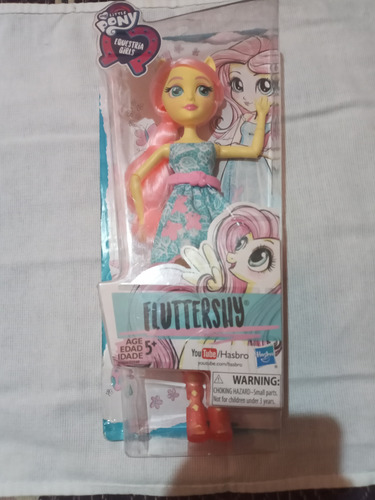 my LITTLE PONY
EQUESTRIA GIRLS
FLUTTERSHY®
AGE
EDAD 5+
IDADE
YouTube/Hasbro
youtube.com/hasbro
Hasbro
⚠ WARNING:
CHOKING HAZARD - Small parts.
Not for children under 3 years.